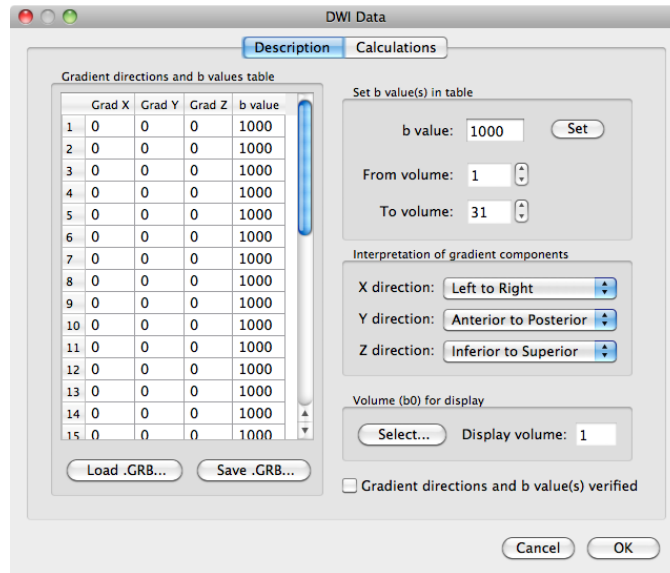 DWI Data
Description Calculations
Gradient directions and b values table
Grad X Grad Y Grad Z b value
1 0 0 0 1000
2 0 0 0 1000
3 0 0 0 1000
4 0 0 0 1000
5 0 0 0 1000
6 0 0 0 1000
7 0 0 0 1000
8 0 0 0 1000
9 0 0 0 1000
10 0 0 0 1000
11 0 0 0 1000
12 0 0 0 1000
13 0 0 0 1000
14 0 0 0 1000
15 0 0 0 1000
Load .GRB... Save .GRB...
Set b value(s) in table
b value: 1000 Set
From volume: 1
To volume: 31
Interpretation of gradient components
X direction: Left to Right
Y direction: Anterior to Posterior
Z direction: Inferior to Superior
Volume (b0) for display
Select... Display volume: 1
Gradient directions and b value(s) verified
Cancel OK